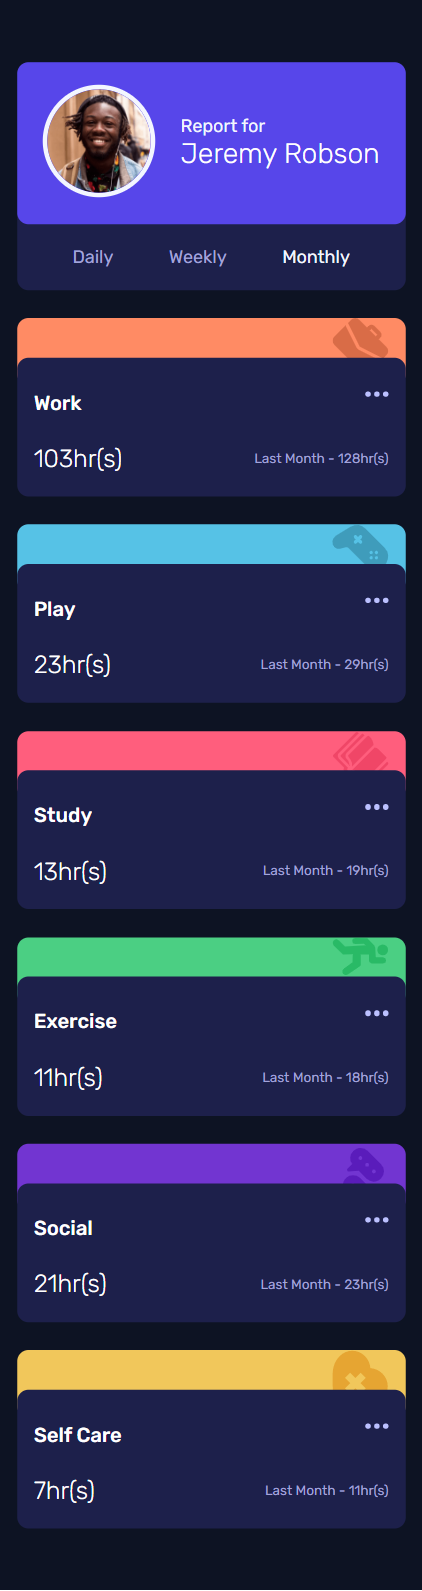 Report for
Jeremy Robson
Daily Weekly Monthly
Work
103hr(s) Last Month - 128hr(s)
Play
23hr(s) Last Month - 29hr(s)
Study
13hr(s) Last Month - 19hr(s)
Exercise
11hr(s) Last Month - 18hr(s)
Social
21hr(s) Last Month - 23hr(s)
Self Care
7hr(s) Last Month - 11hr(s)